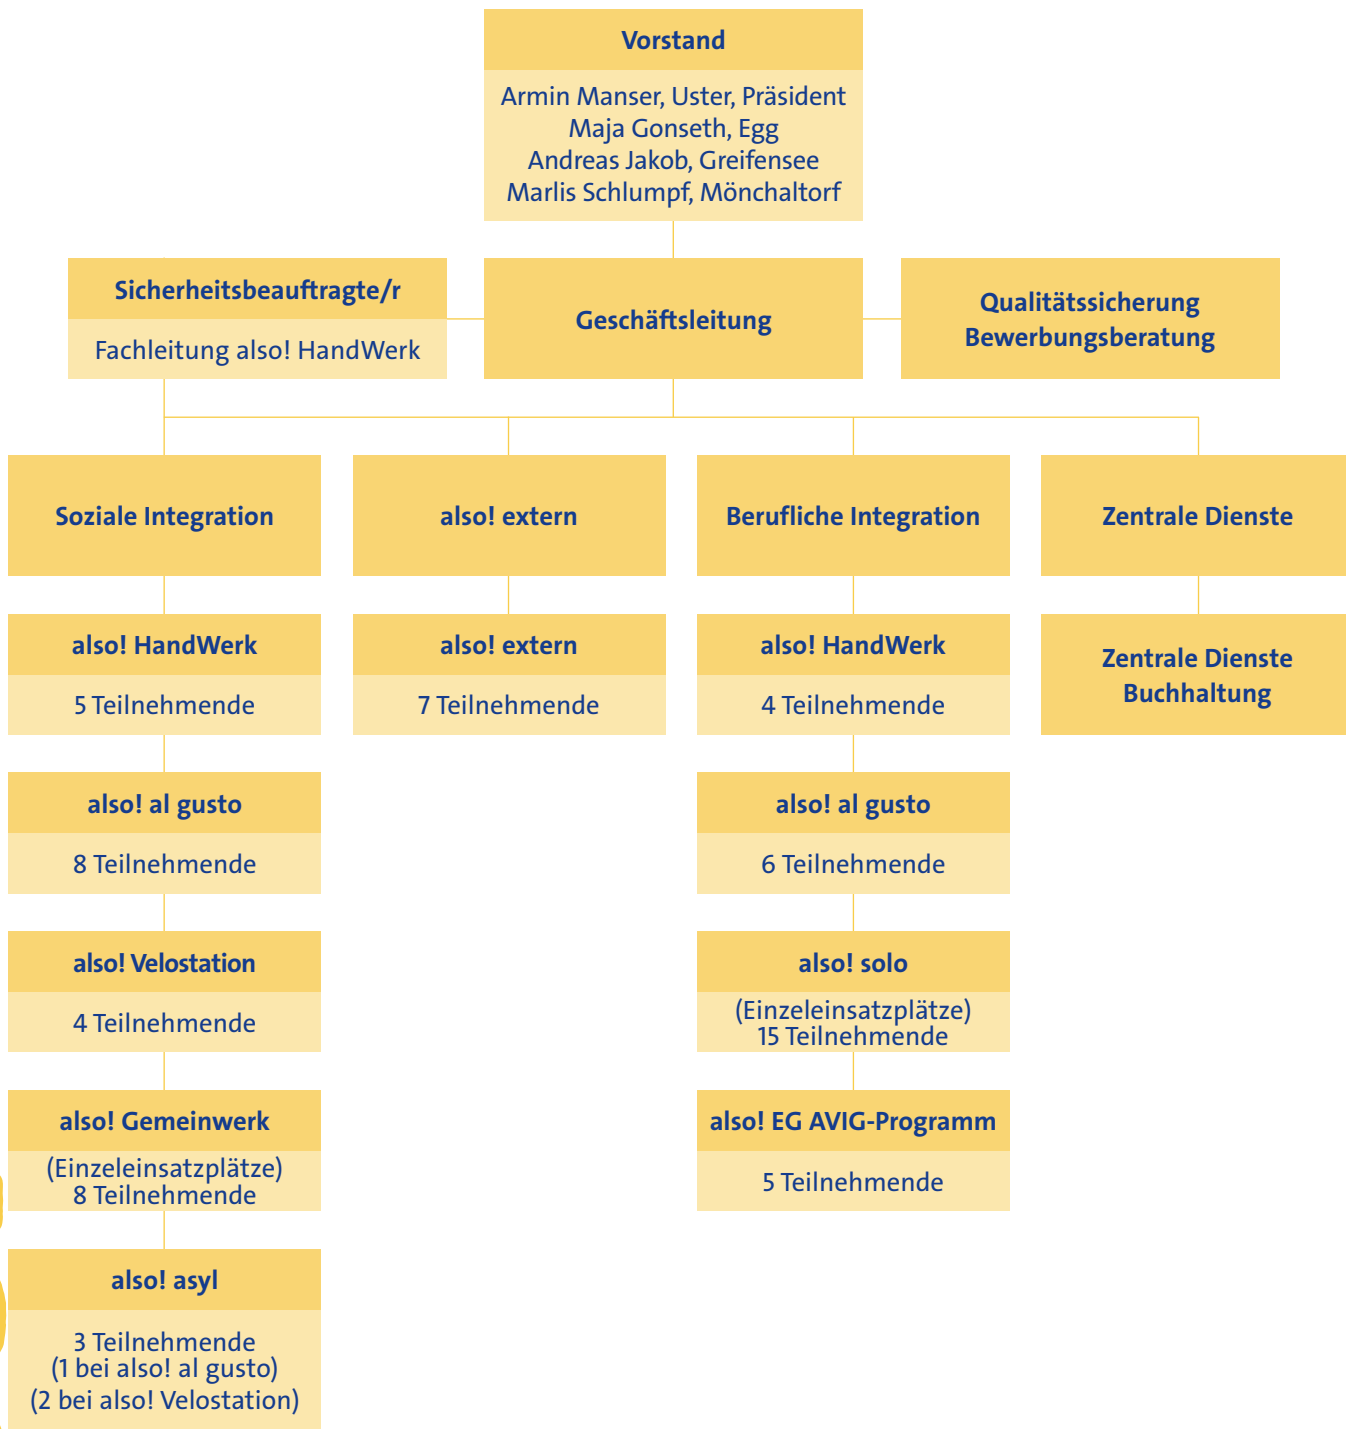 Vorstand
Armin Manser, Uster, Präsident
Maja Gonseth, Egg
Andreas Jakob, Greifensee
Marlis Schlumpf, Mönchaltorf
Sicherheitsbeauftragte/r
Fachleitung also! HandWerk
Geschäftsleitung
Qualitätssicherung
Bewerbungsberatung
Soziale Integration
also! extern
Berufliche Integration
Zentrale Dienste
also! HandWerk
5 Teilnehmende
also! extern
7 Teilnehmende
also! HandWerk
4 Teilnehmende
Zentrale Dienste
Buchhaltung
also! al gusto
8 Teilnehmende
also! al gusto
6 Teilnehmende
also! Velostation
4 Teilnehmende
also! solo
(Einzeleinsatzplätze)
15 Teilnehmende
also! Gemeinwerk
(Einzeleinsatzplätze)
8 Teilnehmende
also! EG AVIG-Programm
5 Teilnehmende
also! asyl
3 Teilnehmende
(1 bei also! al gusto)
(2 bei also! Velostation)